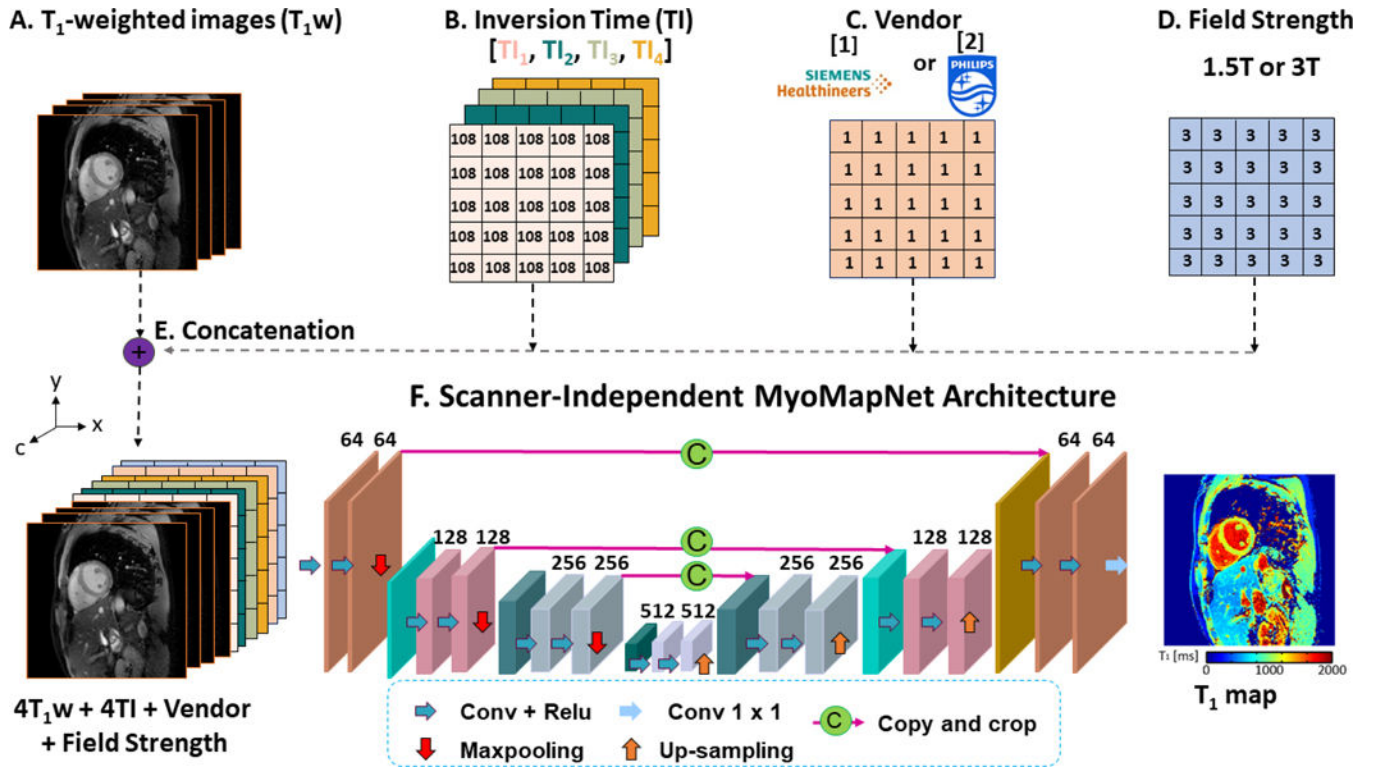 A. T₁-weighted images (T₁w)
B. Inversion Time (TI)
[TI₁, TI₂, TI₃, TI₄]
C. Vendor
[1]
or
[2]
SIEMENS
Healthineers
PHILIPS
D. Field Strength
1.5T or 3T
108 108 108 108 108
108 108 108 108 108
108 108 108 108 108
108 108 108 108 108
108 108 108 108 108
1 1 1 1 1
1 1 1 1 1
1 1 1 1 1
1 1 1 1 1
1 1 1 1 1
3 3 3 3 3
3 3 3 3 3
3 3 3 3 3
3 3 3 3 3
3 3 3 3 3
+
E. Concatenation
y
x
c
F. Scanner-Independent MyoMapNet Architecture
64 64
C
64 64
128 128
C
128 128
256 256
C
256 256
512 512
T₁ [ms]
0 1000 2000
T₁ map
4T₁w + 4TI + Vendor
+ Field Strength
Conv + Relu
Conv 1 x 1
C
Copy and crop
Maxpooling
Up-sampling